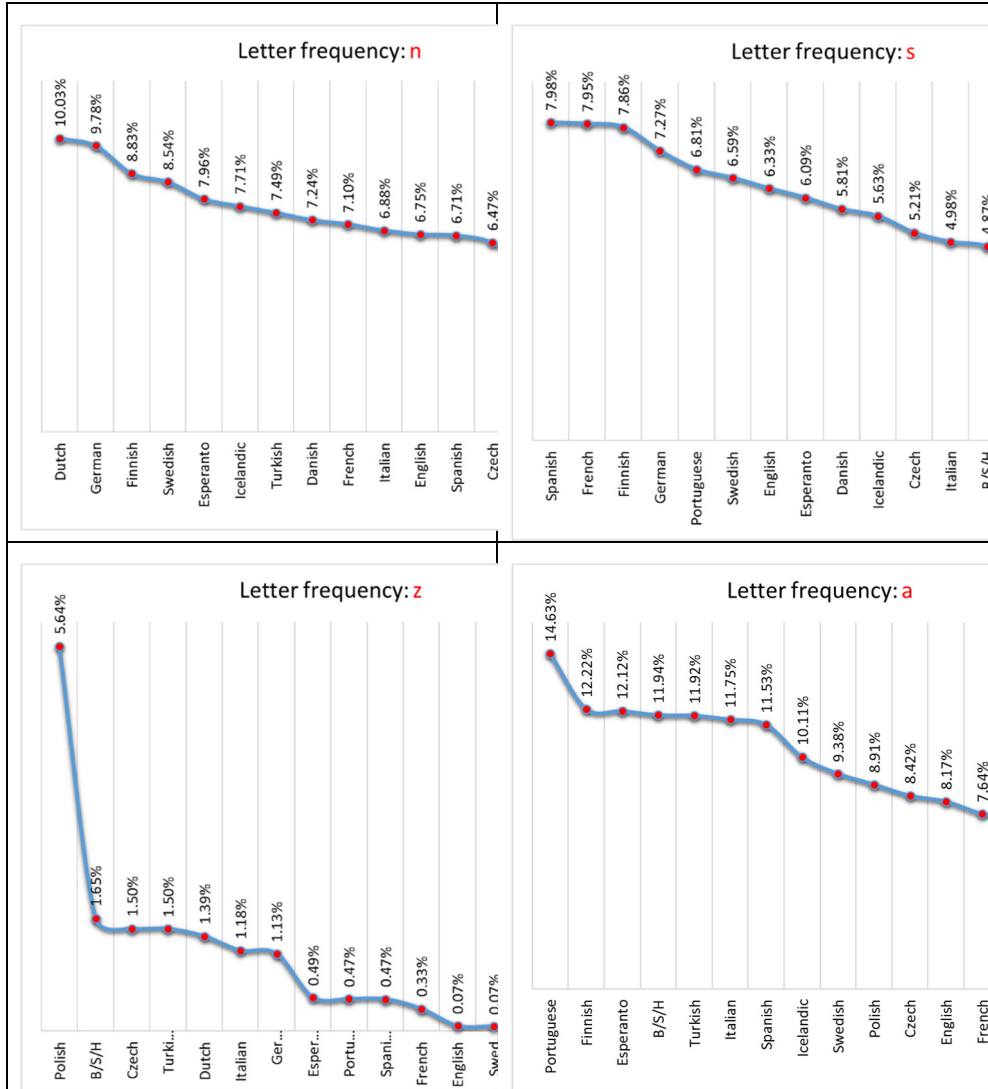 Letter frequency: n
10.03%
9.78%
8.83%
8.54%
7.96%
7.71%
7.49%
7.24%
7.10%
6.88%
6.75%
6.71%
6.47%
Dutch
German
Finnish
Swedish
Esperanto
Icelandic
Turkish
Danish
French
Italian
English
Spanish
Czech
Letter frequency: s
7.98%
7.95%
7.86%
7.27%
6.81%
6.59%
6.33%
6.09%
5.81%
5.63%
5.21%
4.98%
4.87%
Spanish
French
Finnish
German
Portuguese
Swedish
English
Esperanto
Danish
Icelandic
Czech
Italian
B/S/H
Letter frequency: z
5.64%
1.65%
1.50%
1.50%
1.39%
1.18%
1.13%
0.49%
0.47%
0.47%
0.33%
0.07%
0.07%
Polish
B/S/H
Czech
Turki...
Dutch
Italian
Ger...
Esper...
Portu...
Spani...
French
English
Swed...
Letter frequency: a
14.63%
12.22%
12.12%
11.94%
11.92%
11.75%
11.53%
10.11%
9.38%
8.91%
8.42%
8.17%
7.64%
Portuguese
Finnish
Esperanto
B/S/H
Turkish
Italian
Spanish
Icelandic
Swedish
Polish
Czech
English
French